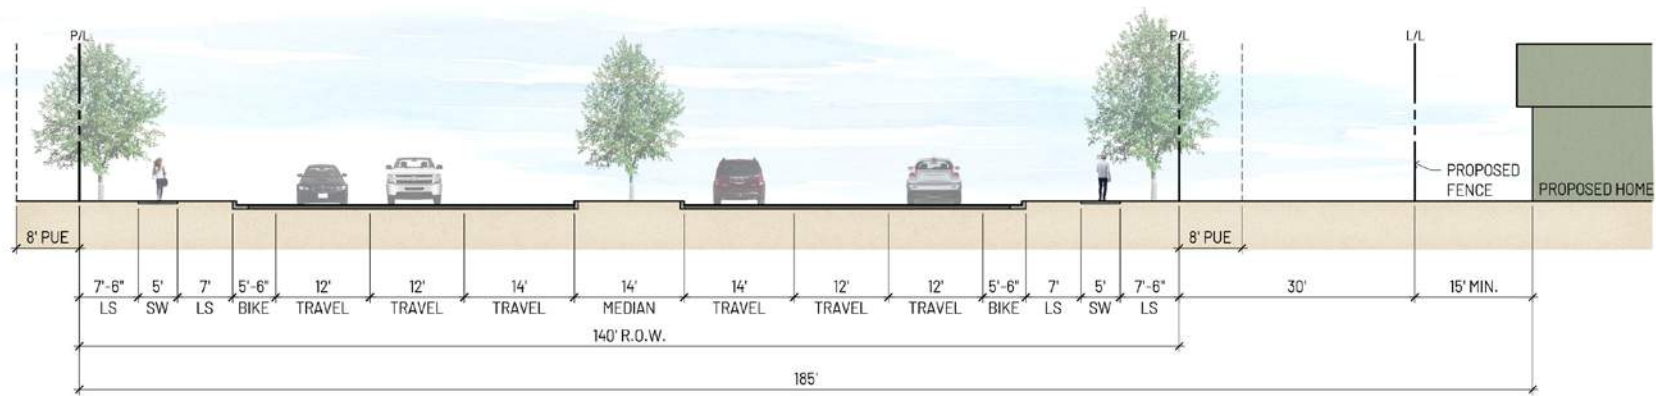 P/L
P/L
L/L
PROPOSED
FENCE
PROPOSED HOME
8' PUE
8' PUE
7'-6" 5' 7' 5'-6" 12' 12' 14' 14' 14' 12' 12' 5'-6" 7' 5' 7'-6" 30' 15' MIN.
LS SW LS BIKE TRAVEL TRAVEL TRAVEL MEDIAN TRAVEL TRAVEL TRAVEL BIKE LS SW LS
140' R.O.W.
185'